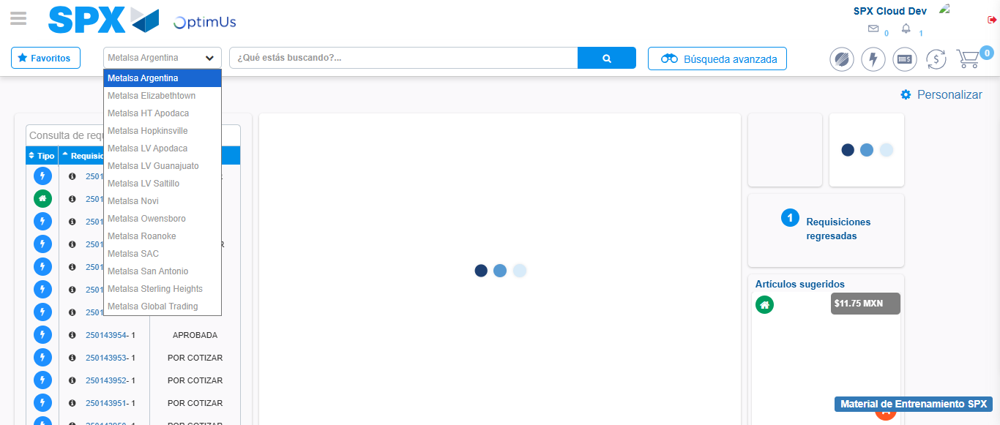 SPX
OptimUs
SPX Cloud Dev
0
1
Favoritos
Metalsa Argentina
¿Qué estás buscando?...
Búsqueda avanzada
0
Metalsa Argentina
Metalsa Elizabethtown
Metalsa HT Apodaca
Metalsa Hopkinsville
Metalsa LV Apodaca
Metalsa LV Guanajuato
Metalsa LV Saltillo
Metalsa Novi
Metalsa Owensboro
Metalsa Roanoke
Metalsa SAC
Metalsa San Antonio
Metalsa Sterling Heights
Metalsa Global Trading
Personalizar
Consulta de
Tipo
250143954- 1 APROBADA
250143953- 1 POR COTIZAR
250143952- 1 POR COTIZAR
250143951- 1 POR COTIZAR
1
Requisiciones
regresadas
Artículos sugeridos
$11.75 MXN
Material de Entrenamiento SPX